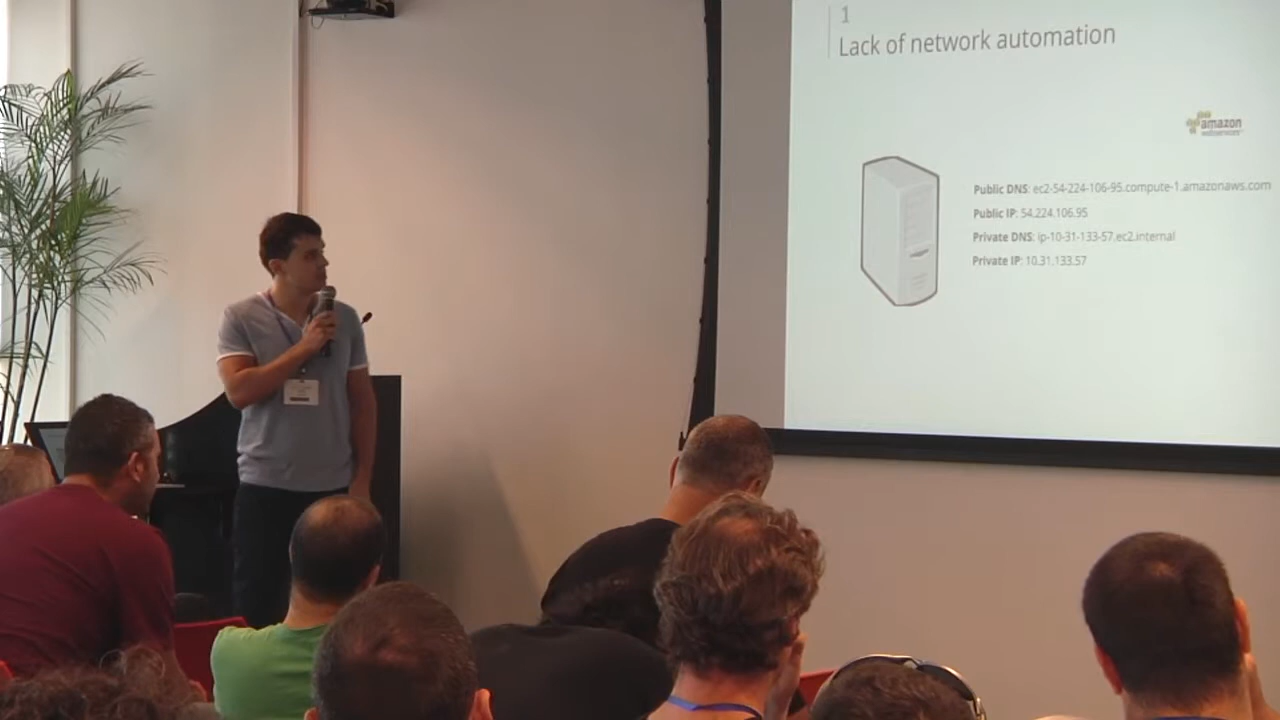 1
Lack of network automation
amazon
webservices
Public DNS: ec2-54-224-106-95.compute-1.amazonaws.com
Public IP: 54.224.106.95
Private DNS: ip-10-31-133-57.ec2.internal
Private IP: 10.31.133.57